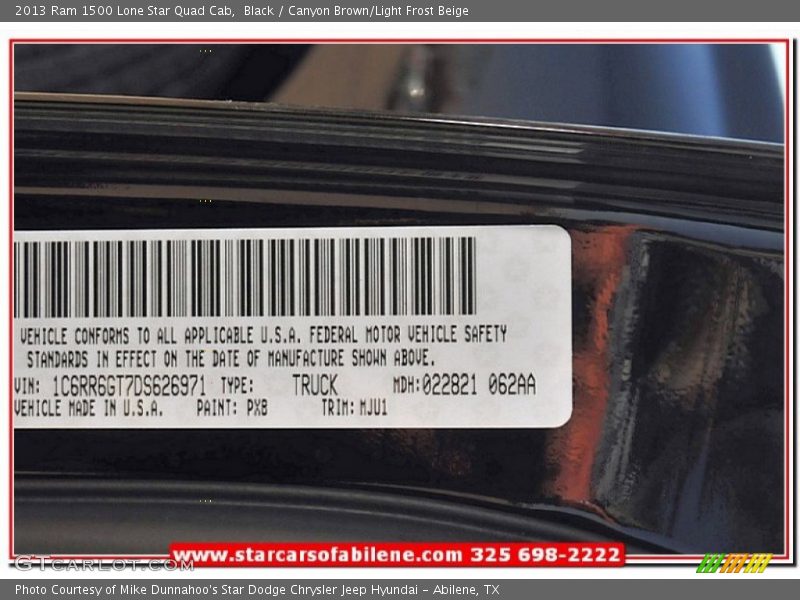 2013 Ram 1500 Lone Star Quad Cab, Black / Canyon Brown/Light Frost Beige
VEHICLE CONFORMS TO ALL APPLICABLE U.S.A. FEDERAL MOTOR VEHICLE SAFETY
STANDARDS IN EFFECT ON THE DATE OF MANUFACTURE SHOWN ABOVE.
VIN: 1C6RR6GT7DS626971 TYPE: TRUCK MDH:022821 062AA
VEHICLE MADE IN U.S.A. PAINT: PX8 TRIM: MJU1
www.starcarsofabilene.com 325 698-2222
GTCarLot.com
Photo Courtesy of Mike Dunnahoo's Star Dodge Chrysler Jeep Hyundai - Abilene, TX